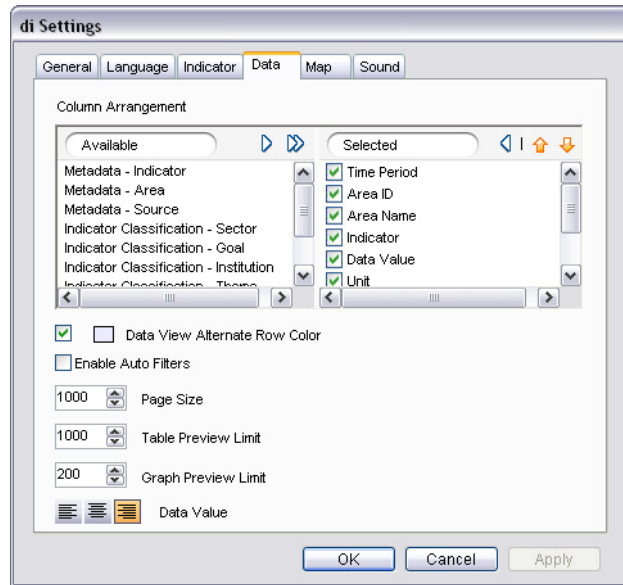 di Settings
General Language Indicator Data Map Sound
Column Arrangement
Available
Selected
Metadata - Indicator
Metadata - Area
Metadata - Source
Indicator Classification - Sector
Indicator Classification - Goal
Indicator Classification - Institution
Indicator Classification - Theme
Time Period
Area ID
Area Name
Indicator
Data Value
Unit
Data View Alternate Row Color
Enable Auto Filters
1000 Page Size
1000 Table Preview Limit
200 Graph Preview Limit
Data Value
OK Cancel Apply